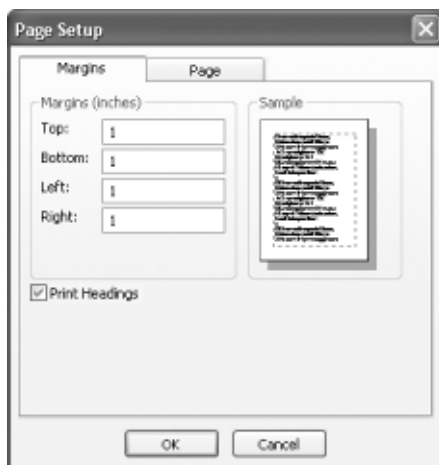 Page Setup
Margins Page
Margins (inches) Sample
Top: 1
Bottom: 1
Left: 1
Right: 1
Print Headings
OK Cancel